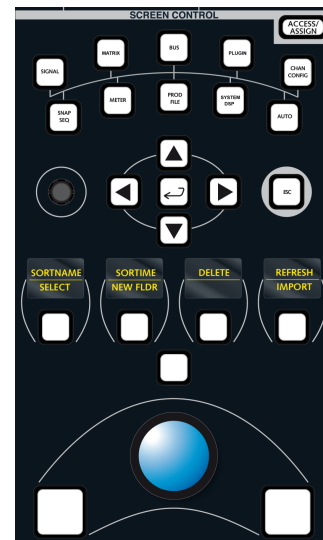 SCREEN CONTROL
ACCESS/
ASSIGN
BUS
MATRIX
PLUGIN
SIGNAL
CHAN
CONFIG
SNAP
SEQ
METER
PROD
FILE
SYSTEM
DSP
AUTO
ESC
SORTNAME
SELECT
SORTIME
NEW FLDR
DELETE
REFRESH
IMPORT